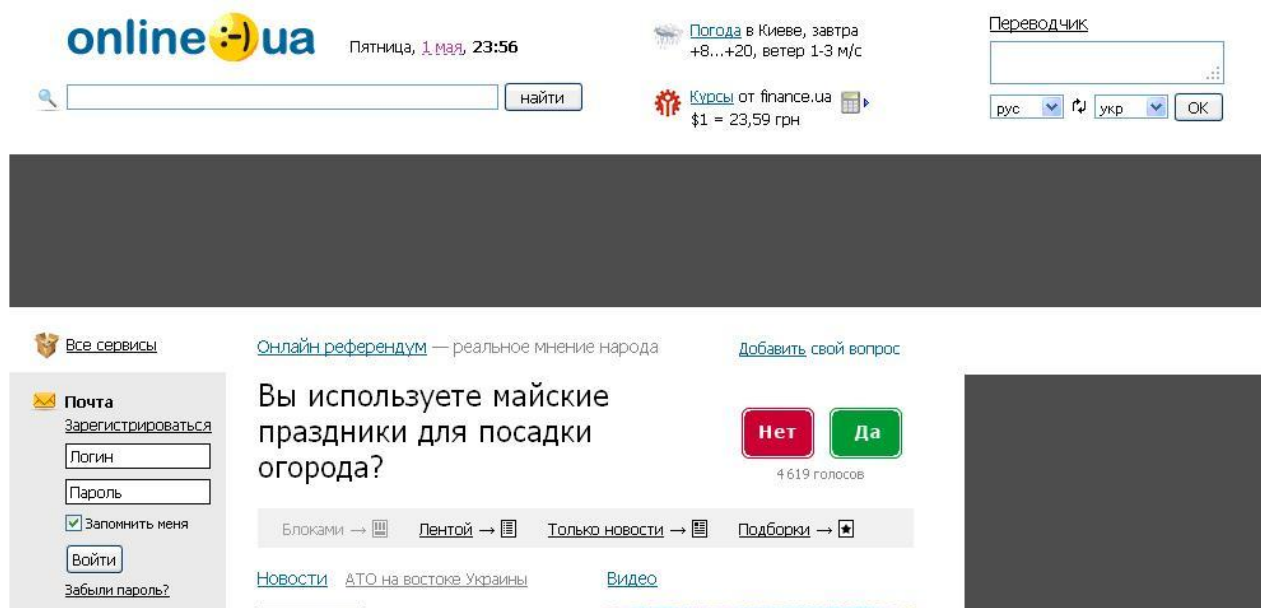 online :-) ua
Пятница, 1 мая, 23:56
найти
Погода в Киеве, завтра
+8...+20, ветер 1-3 м/с
Курсы от finance.ua
$1 = 23,59 грн
Переводчик
рус
укр
OK
Все сервисы
Почта
Зарегистрироваться
Логин
Пароль
Запомнить меня
Войти
Забыли пароль?
Онлайн референдум — реальное мнение народа
Добавить свой вопрос
Вы используете майские
праздники для посадки
огорода?
Нет
Да
4 619 голосов
Блоками →
Лентой →
Только новости →
Подборки →
Новости АТО на востоке Украины
Видео